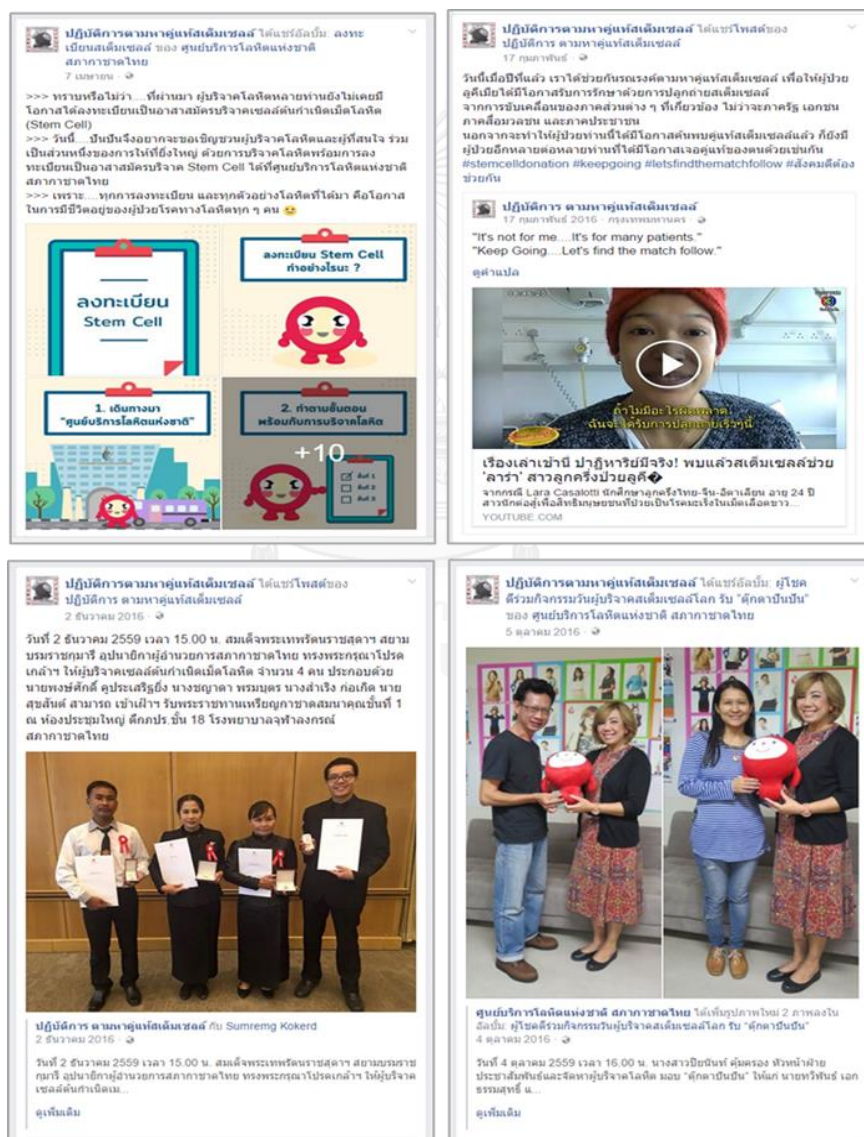 ปฏิบัติการตามหาคู่แท้สเต็มเซลล์ ได้แชร์อัลบั้ม: ลงทะ
เบียนสเต็มเซลล์ ของ ศูนย์บริการโลหิตแห่งชาติ
สภากาชาดไทย
7 เมษายน ·
>>> ทราบหรือไม่ว่า....ที่ผ่านมา ผู้บริจาคโลหิตหลายท่านยังไม่เคยมี
โอกาสได้ลงทะเบียนเป็นอาสาสมัครบริจาคเซลล์ต้นกำเนิดเม็ดโลหิต
(Stem Cell)
>>> วันนี้....ปันปันจึงอยากจะขอเชิญชวนผู้บริจาคโลหิตและผู้ที่สนใจ ร่วม
เป็นส่วนหนึ่งของการให้ที่ยิ่งใหญ่ ด้วยการบริจาคโลหิตพร้อมการลง
ทะเบียนเป็นอาสาสมัครบริจาค Stem Cell ได้ที่ศูนย์บริการโลหิตแห่งชาติ
สภากาชาดไทย
>>> เพราะ....ทุกการลงทะเบียน และทุกตัวอย่างโลหิตที่ได้มา คือโอกาส
ในการมีชีวิตอยู่ของผู้ป่วยโรคทางโลหิตทุก ๆ คน
ลงทะเบียน
Stem Cell
ลงทะเบียน Stem Cell
ทำอย่างไรนะ ?
1. เดินทางมา
"ศูนย์บริการโลหิตแห่งชาติ"
2. ทำตามขั้นตอน
พร้อมกับการบริจาคโลหิต
+10
ปฏิบัติการตามหาคู่แท้สเต็มเซลล์ ได้แชร์โพสต์ของ
ปฏิบัติการ ตามหาคู่แท้สเต็มเซลล์
17 กุมภาพันธ์ ·
วันนี้เมื่อปีที่แล้ว เราได้ช่วยกันรณรงค์ตามหาคู่แท้สเต็มเซลล์ เพื่อให้ผู้ป่วย
ลูคีเมียได้มีโอกาสรับการรักษาด้วยการปลูกถ่ายสเต็มเซลล์
จากการขับเคลื่อนของภาคส่วนต่าง ๆ ที่เกี่ยวข้อง ไม่ว่าจะภาครัฐ เอกชน
ภาคสื่อมวลชน และภาคประชาชน
นอกจากจะทำให้ผู้ป่วยท่านนี้ได้มีโอกาสค้นพบคู่แท้สเต็มเซลล์แล้ว ก็ยังมี
ผู้ป่วยอีกหลายต่อหลายท่านที่ได้มีโอกาสเจอคู่แท้ของตนด้วยเช่นกัน
#stemcelldonation #keepgoing #letsfindthematchfollow #สังคมดีต้อง
ช่วยกัน
ปฏิบัติการตามหาคู่แท้สเต็มเซลล์
17 กุมภาพันธ์ 2016 · กรุงเทพมหานคร ·
"It's not for me....It's for many patients."
"Keep Going....Let's find the match follow."
ดูคำแปล
ถ้าไม่มีอะไรผิดพลาด
ฉันจะได้รับการปลูกถ่ายเร็วๆนี้
เรื่องเล่าเช้านี้ ปาฏิหาริย์มีจริง! พบแล้วสเต็มเซลล์ช่วย
'ลาร่า' สาวลูกครึ่งป่วยลูคี�
จากกรณี Lara Casalotti นักศึกษาลูกครึ่งไทย-จีน-อิตาเลียน อายุ 24 ปี
สาวนักต่อสู้เพื่อสิทธิมนุษยชนที่ป่วยเป็นโรคมะเร็งในเม็ดเลือดขาว...
YOUTUBE.COM
ปฏิบัติการตามหาคู่แท้สเต็มเซลล์ ได้แชร์โพสต์ของ
ปฏิบัติการ ตามหาคู่แท้สเต็มเซลล์
2 ธันวาคม 2016 ·
วันที่ 2 ธันวาคม 2559 เวลา 15.00 น. สมเด็จพระเทพรัตนราชสุดาฯ สยาม
บรมราชกุมารี อุปนายิกาผู้อำนวยการสภากาชาดไทย ทรงพระกรุณาโปรด
เกล้าฯ ให้ผู้บริจาคเซลล์ต้นกำเนิดเม็ดโลหิต จำนวน 4 คน ประกอบด้วย
นายพงษ์ศักดิ์ คูประเสริฐยิ่ง นางชญาดา พรมบุตร นางสำเริง ก่อเกิด นาย
สุขสันต์ สามารถ เข้าเฝ้าฯ รับพระราชทานเหรียญกาชาดสมนาคุณชั้นที่ 1
ณ ห้องประชุมใหญ่ ตึกภปร.ชั้น 18 โรงพยาบาลจุฬาลงกรณ์
สภากาชาดไทย
ปฏิบัติการ ตามหาคู่แท้สเต็มเซลล์ กับ Sumremg Kokerd
2 ธันวาคม 2016 ·
วันที่ 2 ธันวาคม 2559 เวลา 15.00 น. สมเด็จพระเทพรัตนราชสุดาฯ สยามบรมราช
กุมารี อุปนายิกาผู้อำนวยการสภากาชาดไทย ทรงพระกรุณาโปรดเกล้าฯ ให้ผู้บริจาค
เซลล์ต้นกำเนิดเม...
ดูเพิ่มเติม
ปฏิบัติการตามหาคู่แท้สเต็มเซลล์ ได้แชร์อัลบั้ม: ผู้โชค
ดีร่วมกิจกรรมวันผู้บริจาคสเต็มเซลล์โลก รับ "ตุ๊กตาปันปัน"
ของ ศูนย์บริการโลหิตแห่งชาติ สภากาชาดไทย
5 ตุลาคม 2016 ·
ศูนย์บริการโลหิตแห่งชาติ สภากาชาดไทย ได้เพิ่มรูปภาพใหม่ 2 ภาพลงใน
อัลบั้ม: ผู้โชคดีร่วมกิจกรรมวันผู้บริจาคสเต็มเซลล์โลก รับ "ตุ๊กตาปันปัน"
4 ตุลาคม 2016 ·
วันที่ 4 ตุลาคม 2559 เวลา 16.00 น. นางสาวปิยนันท์ คุ้มครอง หัวหน้าฝ่าย
ประชาสัมพันธ์และจัดหาผู้บริจาคโลหิต มอบ "ตุ๊กตาปันปัน" ให้แก่ นายทวีพันธ์ เอก
ธรรมสุทธิ์ แ...
ดูเพิ่มเติม